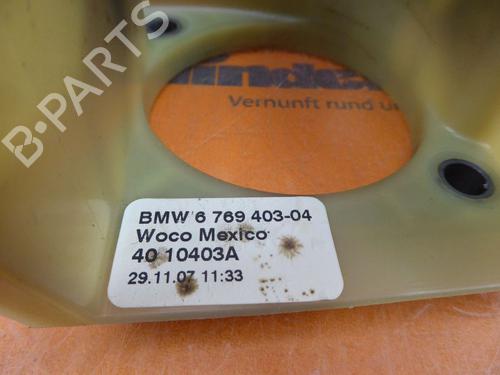 B-PARTS
Vernunft rund u
BMW 6 769 403-04
Woco Mexico
40 10403A
29.11.07 11:33